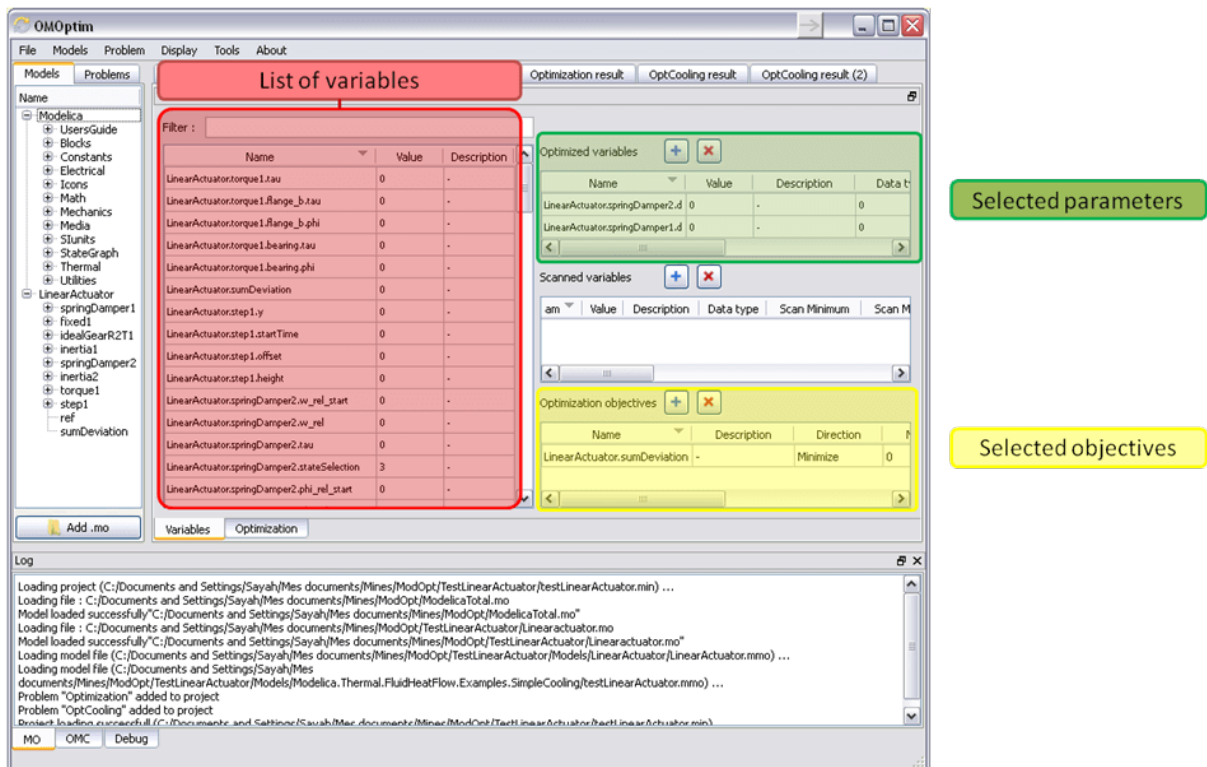 OMOptim
File Models Problem Display Tools About
Models Problems
List of variables
Optimization result OptCooling result OptCooling result (2)
Name
Modelica
UsersGuide
Blocks
Constants
Electrical
Icons
Math
Mechanics
Media
SIunits
StateGraph
Thermal
Utilities
LinearActuator
springDamper1
fixed1
idealGearR2T1
inertia1
springDamper2
inertia2
torque1
step1
ref
sumDeviation
Add .mo
Filter :
Name Value Description
LinearActuator.torque1.tau 0 -
LinearActuator.torque1.flange_b.tau 0 -
LinearActuator.torque1.flange_b.phi 0 -
LinearActuator.torque1.bearing.tau 0 -
LinearActuator.torque1.bearing.phi 0 -
LinearActuator.sumDeviation 0 -
LinearActuator.step1.y 0 -
LinearActuator.step1.startTime 0 -
LinearActuator.step1.offset 0 -
LinearActuator.step1.height 0 -
LinearActuator.springDamper2.w_rel_start 0 -
LinearActuator.springDamper2.w_rel 0 -
LinearActuator.springDamper2.tau 0 -
LinearActuator.springDamper2.stateSelection 3 -
LinearActuator.springDamper2.phi_rel_start 0 -
Variables Optimization
Optimized variables
Name Value Description Data t
LinearActuator.springDamper2.d 0 - 0
LinearActuator.springDamper1.d 0 - 0
Scanned variables
am Value Description Data type Scan Minimum Scan M
Optimization objectives
Name Description Direction
LinearActuator.sumDeviation - Minimize 0
Selected parameters
Selected objectives
Log
Loading project (C:/Documents and Settings/Sayah/Mes documents/Mines/ModOpt/TestLinearActuator/testLinearActuator.min) ...
Loading file : C:/Documents and Settings/Sayah/Mes documents/Mines/ModOpt/ModelicaTotal.mo
Model loaded successfully"C:/Documents and Settings/Sayah/Mes documents/Mines/ModOpt/ModelicaTotal.mo"
Loading file : C:/Documents and Settings/Sayah/Mes documents/Mines/ModOpt/TestLinearActuator/Linearactuator.mo
Model loaded successfully"C:/Documents and Settings/Sayah/Mes documents/Mines/ModOpt/TestLinearActuator/Linearactuator.mo"
Loading model file (C:/Documents and Settings/Sayah/Mes documents/Mines/ModOpt/TestLinearActuator/Models/LinearActuator/LinearActuator.mmo) ...
Loading model file (C:/Documents and Settings/Sayah/Mes
documents/Mines/ModOpt/TestLinearActuator/Models/Modelica.Thermal.FluidHeatFlow.Examples.SimpleCooling/testLinearActuator.mmo) ...
Problem "Optimization" added to project
Problem "OptCooling" added to project
Project loading successfull (C:/Documents and Settings/Sayah/Mes documents/Mines/ModOpt/TestLinearActuator/testLinearActuator.min)
MO OMC Debug